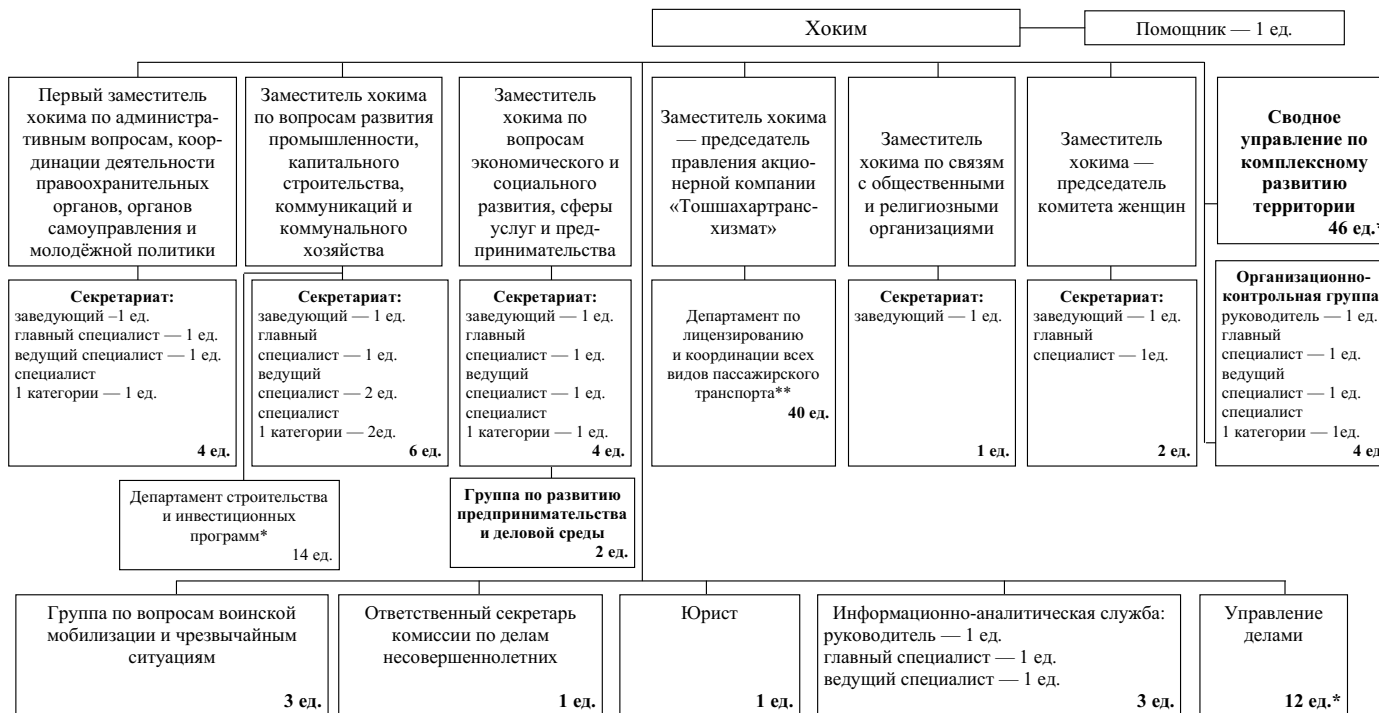 Хоким
Помощник — 1 ед.
Первый заместитель
хокима по администра-
тивным вопросам, коор-
динации деятельности
правоохранительных
органов, органов
самоуправления и
молодёжной политики
Заместитель хокима
по вопросам развития
промышленности,
капитального
строительства,
коммуникаций и
коммунального
хозяйства
Заместитель
хокима по
вопросам
экономического и
социального
развития, сферы
услуг и пред-
принимательства
Заместитель хокима
— председатель
правления акцио-
нерной компании
«Тошшахартранс-
хизмат»
Заместитель
хокима по связям
с общественными
и религиозными
организациями
Заместитель
хокима —
председатель
комитета женщин
Сводное
управление по
комплексному
развитию
территории
46 ед.*
Секретариат:
заведующий –1 ед.
главный специалист — 1 ед.
ведущий специалист — 1 ед.
специалист
1 категории — 1 ед.
4 ед.
Секретариат:
заведующий — 1 ед.
главный
специалист — 1 ед.
ведущий
специалист — 2 ед.
специалист
1 категории — 2ед.
6 ед.
Секретариат:
заведующий — 1 ед.
главный
специалист — 1 ед.
ведущий
специалист — 1 ед.
специалист
1 категории — 1 ед.
4 ед.
Департамент по
лицензированию
и координации всех
видов пассажирского
транспорта**
40 ед.
Секретариат:
заведующий — 1 ед.
1 ед.
Секретариат:
заведующий — 1 ед.
главный
специалист — 1ед.
2 ед.
Организационно-
контрольная группа
руководитель — 1 ед.
главный
специалист — 1 ед.
ведущий
специалист — 1 ед.
специалист
1 категории — 1ед.
4 ед
Департамент строительства
и инвестиционных
программ*
14 ед.
Группа по развитию
предпринимательства
и деловой среды
2 ед.
Группа по вопросам воинской
мобилизации и чрезвычайным
ситуациям
3 ед.
Ответственный секретарь
комиссии по делам
несовершеннолетних
1 ед.
Юрист
1 ед.
Информационно-аналитическая служба:
руководитель — 1 ед.
главный специалист — 1 ед.
ведущий специалист — 1 ед.
3 ед.
Управление
делами
12 ед.*